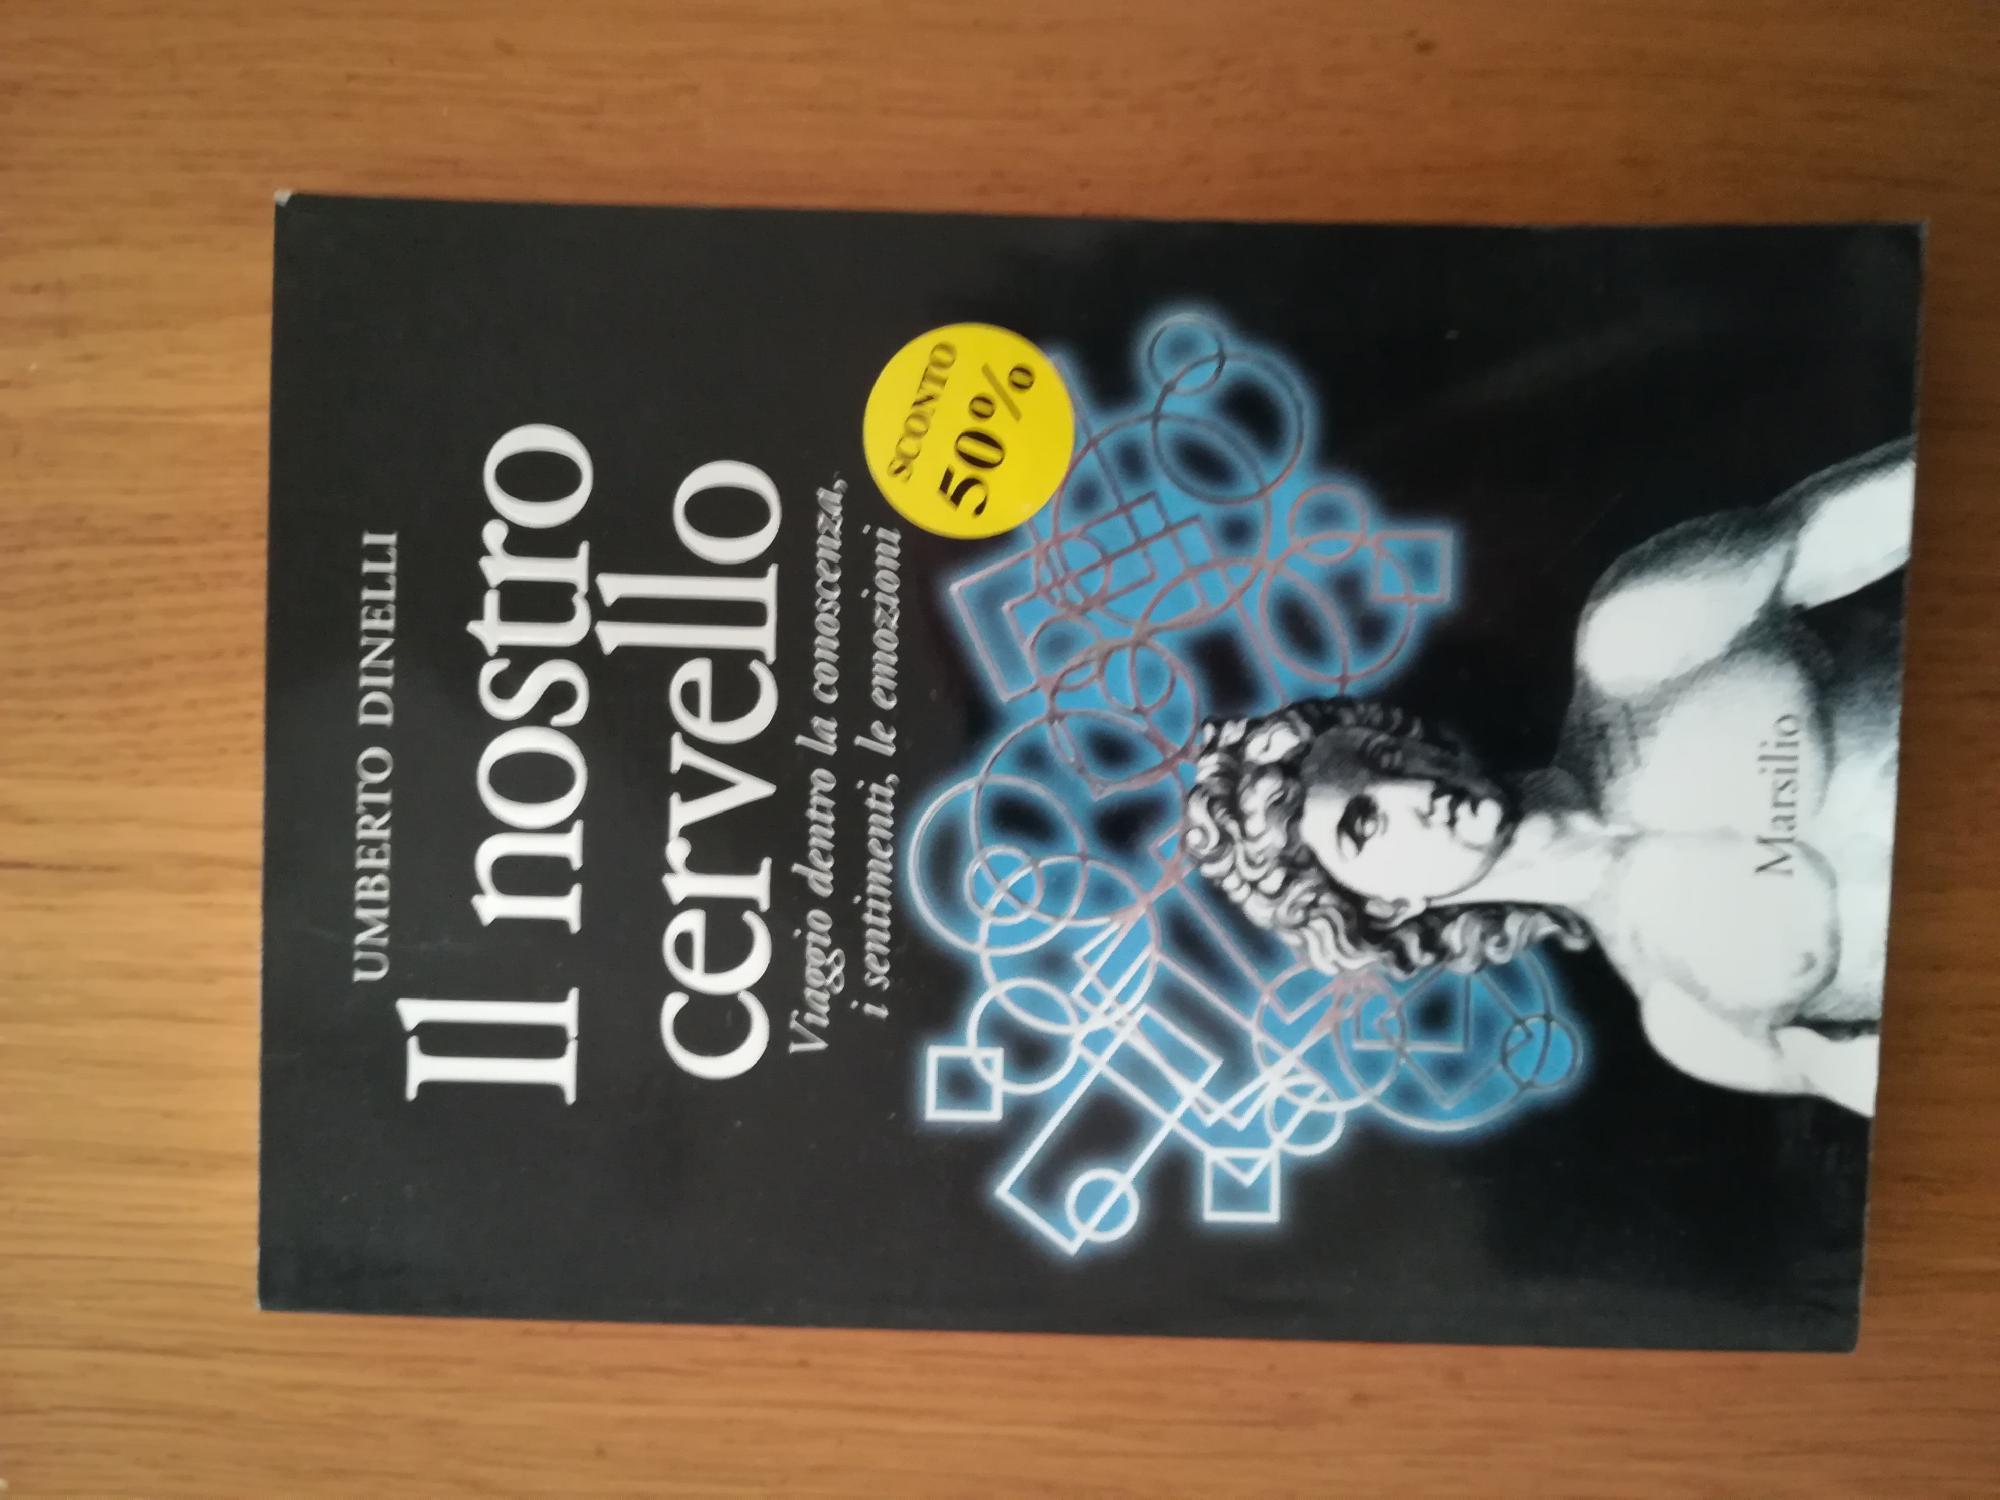 UMBERTO DINELLI
Il nostro
cervello
Viaggio dentro la conoscenza,
i sentimenti, le emozioni
SCONTO
50%
Marsilio